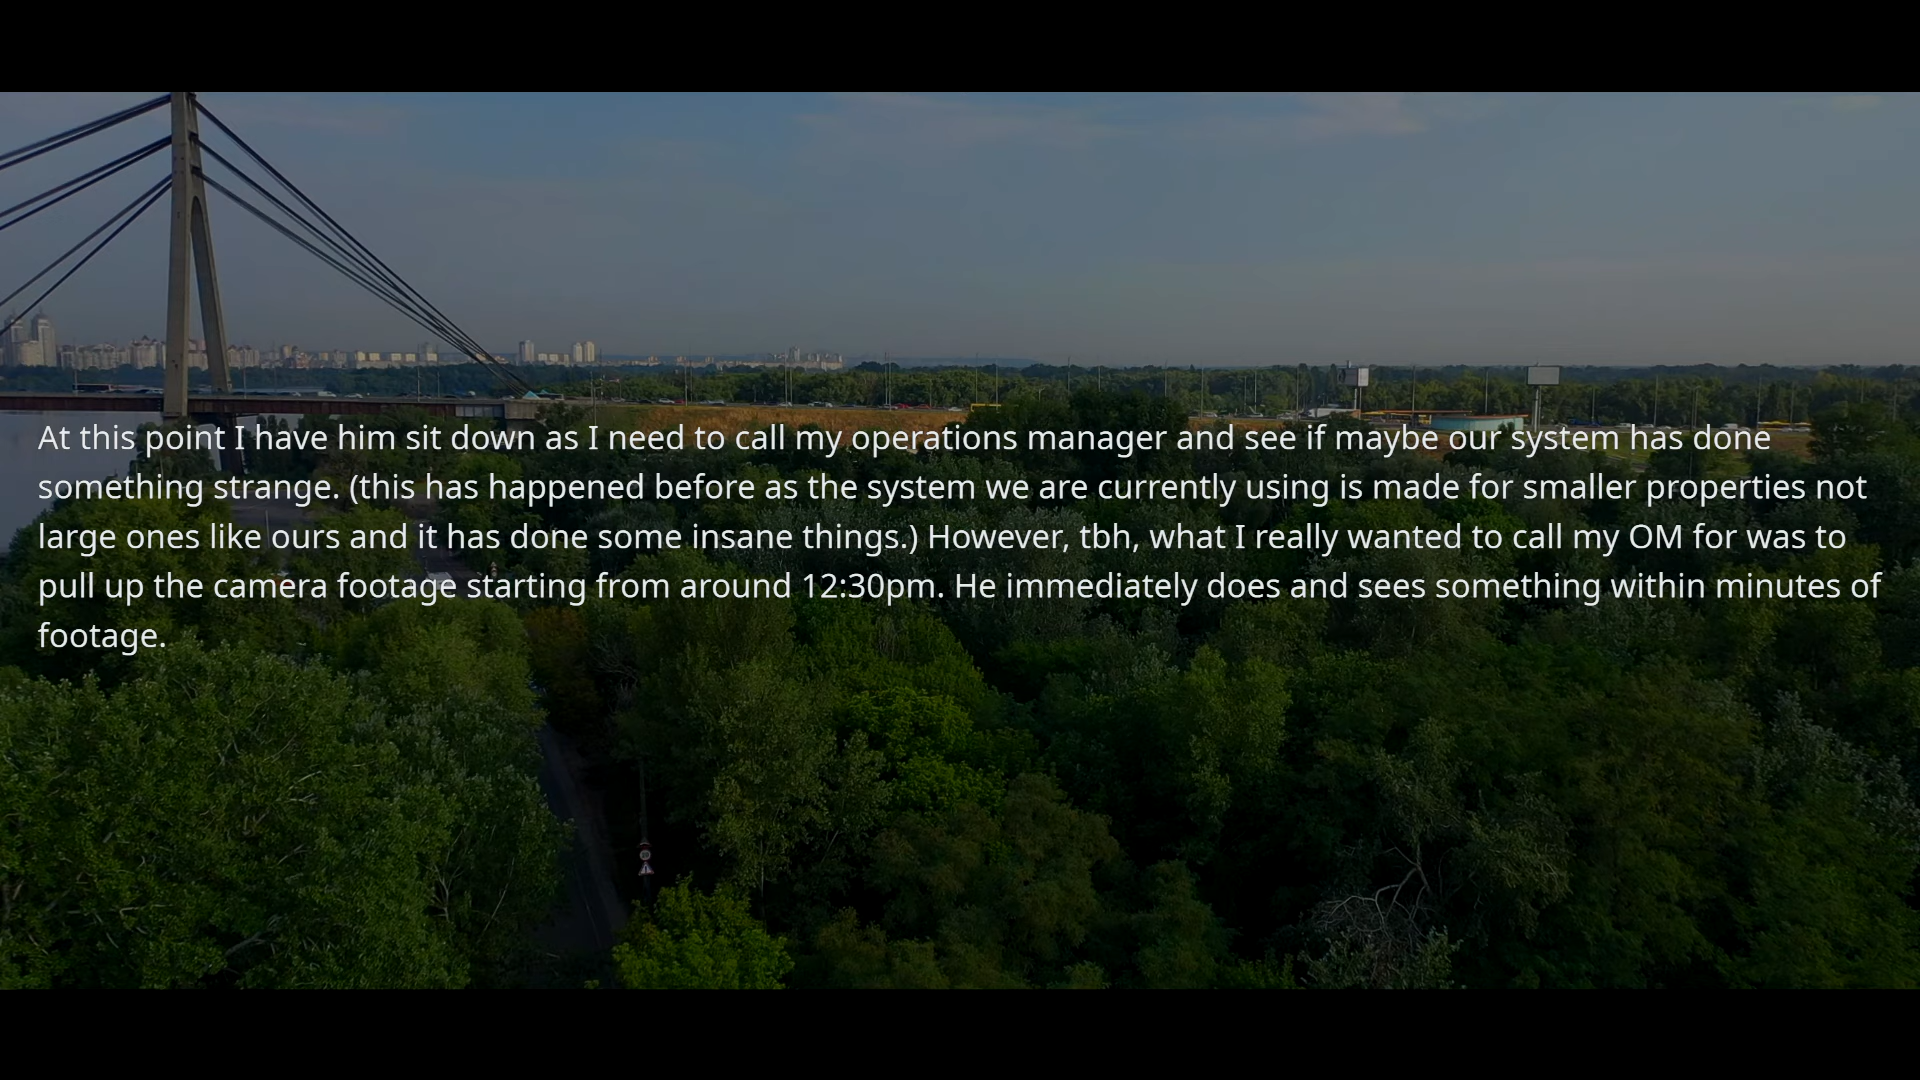 At this point I have him sit down as I need to call my operations manager and see if maybe our system has done
something strange. (this has happened before as the system we are currently using is made for smaller properties not
large ones like ours and it has done some insane things.) However, tbh, what I really wanted to call my OM for was to
pull up the camera footage starting from around 12:30pm. He immediately does and sees something within minutes of
footage.